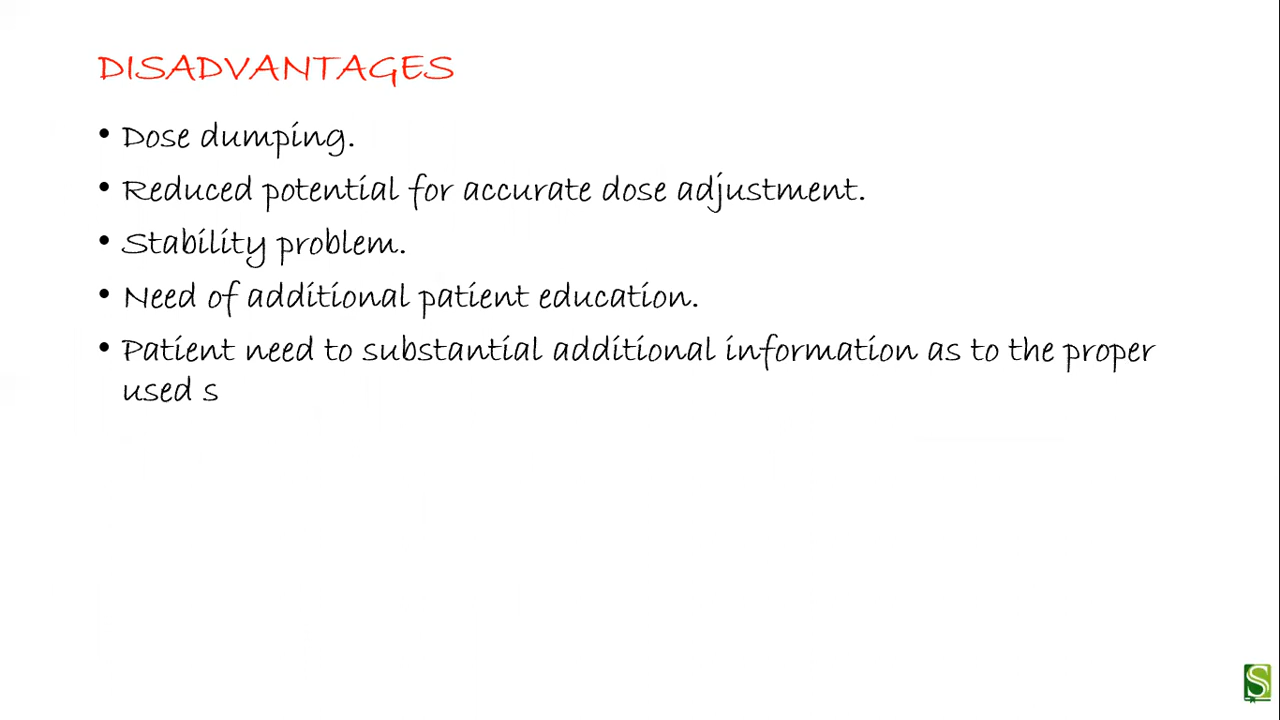 DISADVANTAGES
• Dose dumping.
• Reduced potential for accurate dose adjustment.
• Stability problem.
• Need of additional patient education.
• Patient need to substantial additional information as to the proper
used s
S